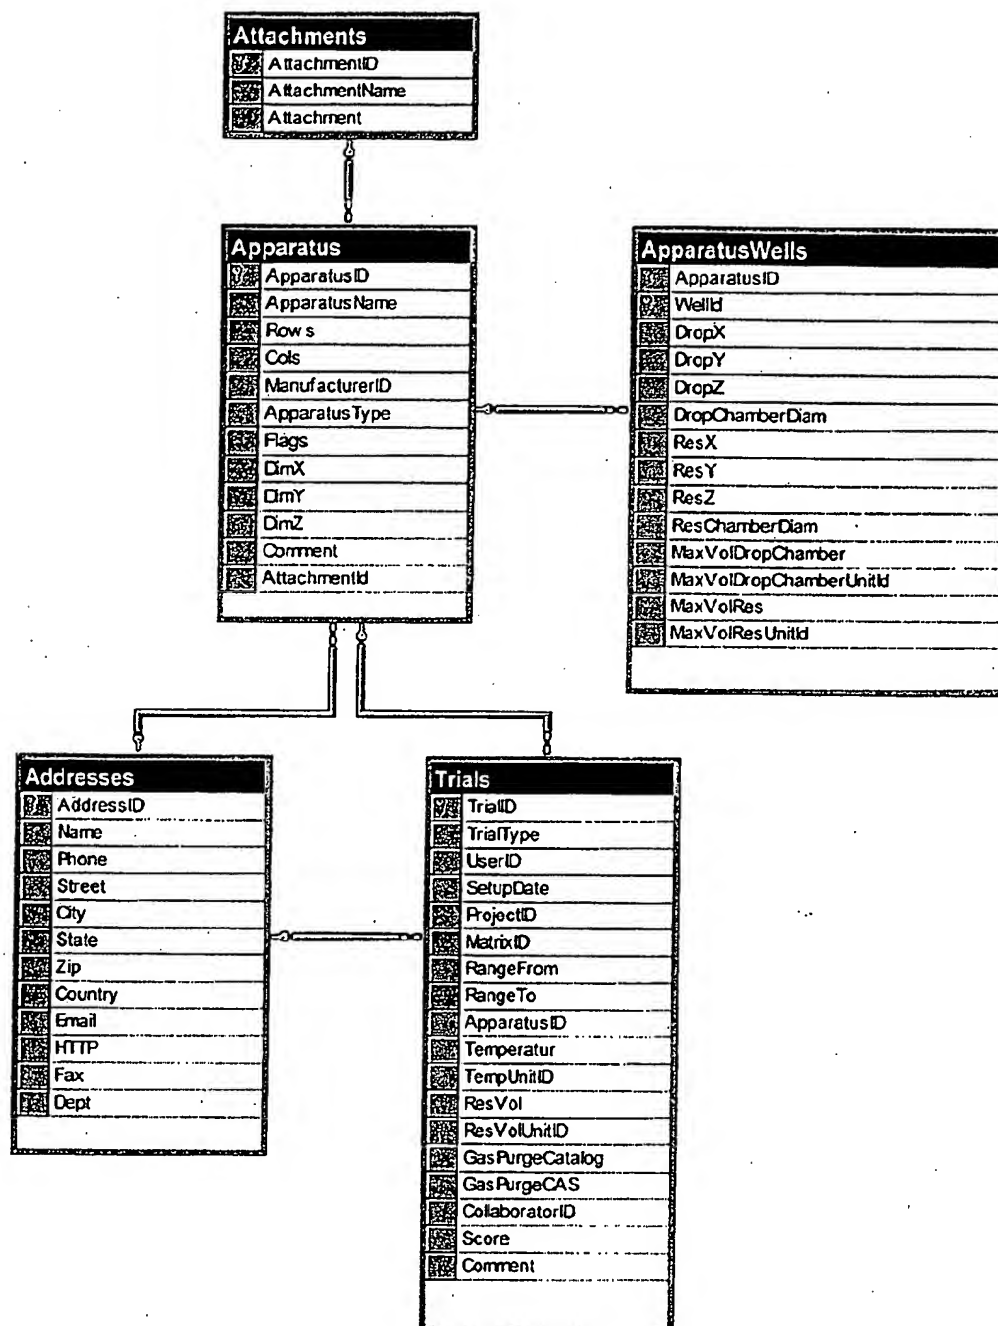 Attachments
AttachmentID
AttachmentName
Attachment
Apparatus
ApparatusID
ApparatusName
Rows
Cols
ManufacturerID
ApparatusType
Flags
DimX
DimY
DimZ
Comment
AttachmentId
ApparatusWells
ApparatusID
WellId
DropX
DropY
DropZ
DropChamberDiam
ResX
ResY
ResZ
ResChamberDiam
MaxVolDropChamber
MaxVolDropChamberUnitId
MaxVolRes
MaxVolResUnitId
Addresses
AddressID
Name
Phone
Street
City
State
Zip
Country
Email
HTTP
Fax
Dept
Trials
TrialID
TrialType
UserID
SetupDate
ProjectID
MatrixID
RangeFrom
RangeTo
ApparatusID
Temperatur
TempUnitID
ResVol
ResVolUnitID
GasPurgeCatalog
GasPurgeCAS
CollaboratorID
Score
Comment